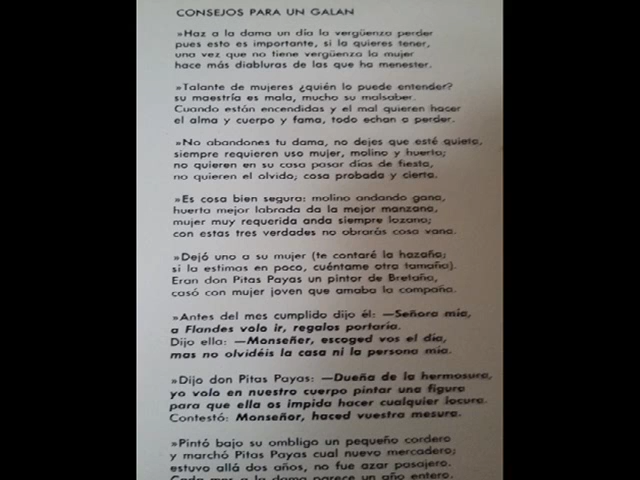 CONSEJOS PARA UN GALAN
»Haz a la dama un día la vergüenza perder
pues esto es importante, si la quieres tener,
una vez que no tiene vergüenza la mujer
hace más diabluras de las que ha menester.
»Talante de mujeres ¿quién lo puede entender?
su maestría es mala, mucho su malsaber.
Cuando están encendidas y el mal quieren hacer
el alma y cuerpo y fama, todo echan a perder.
»No abandones tu dama, no dejes que esté quieta,
siempre requieren uso mujer, molino y huerta;
no quieren en su casa pasar días de fiesta,
no quieren el olvido; cosa probada y cierta.
»Es cosa bien segura: molino andando gana,
huerta mejor labrada da la mejor manzana,
mujer muy requerida anda siempre lozana;
con estas tres verdades no obrarás cosa vana.
»Dejó uno a su mujer (te contaré la hazaña;
si la estimas en poco, cuéntame otra tamaña).
Eran don Pitas Payas un pintor de Bretaña,
casó con mujer joven que amaba la compaña.
»Antes del mes cumplido dijo él: —Señora mía,
a Flandes volo ir, regalos portaría.
Dijo ella: —Monseñer, escoged vos el día,
mas no olvidéis la casa ni la persona mía.
»Dijo don Pitas Payas: —Dueña de la hermosura,
yo volo en nuestro cuerpo pintar una figura
para que ella os impida hacer cualquier locura.
Contestó: Monseñor, haced vuestra mesura.
»Pintó bajo su ombligo un pequeño cordero
y marchó Pitas Payas cual nuevo mercadero;
estuvo allá dos años, no fue azar pasajero.
Cada mes a la dama parece un año entero.